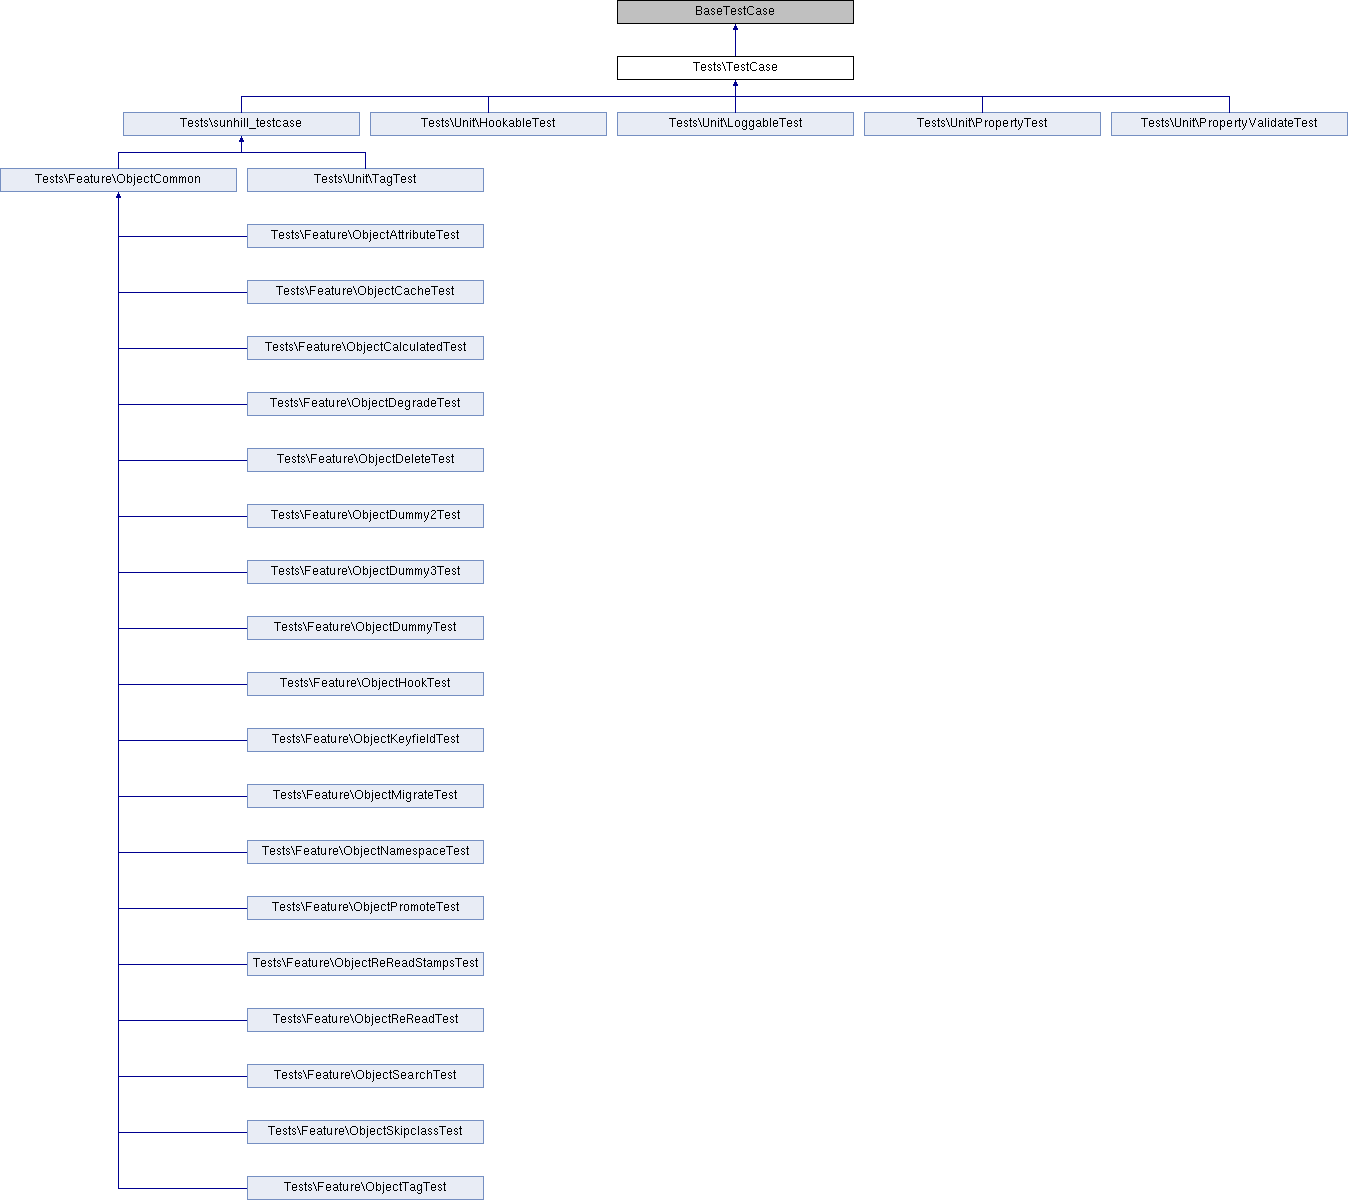 BaseTestCase
Tests\TestCase
Tests\sunhill_testcase
Tests\Unit\HookableTest
Tests\Unit\LoggableTest
Tests\Unit\PropertyTest
Tests\Unit\PropertyValidateTest
Tests\Feature\ObjectCommon
Tests\Unit\TagTest
Tests\Feature\ObjectAttributeTest
Tests\Feature\ObjectCacheTest
Tests\Feature\ObjectCalculatedTest
Tests\Feature\ObjectDegradeTest
Tests\Feature\ObjectDeleteTest
Tests\Feature\ObjectDummy2Test
Tests\Feature\ObjectDummy3Test
Tests\Feature\ObjectDummyTest
Tests\Feature\ObjectHookTest
Tests\Feature\ObjectKeyfieldTest
Tests\Feature\ObjectMigrateTest
Tests\Feature\ObjectNamespaceTest
Tests\Feature\ObjectPromoteTest
Tests\Feature\ObjectReReadStampsTest
Tests\Feature\ObjectReReadTest
Tests\Feature\ObjectSearchTest
Tests\Feature\ObjectSkipclassTest
Tests\Feature\ObjectTagTest